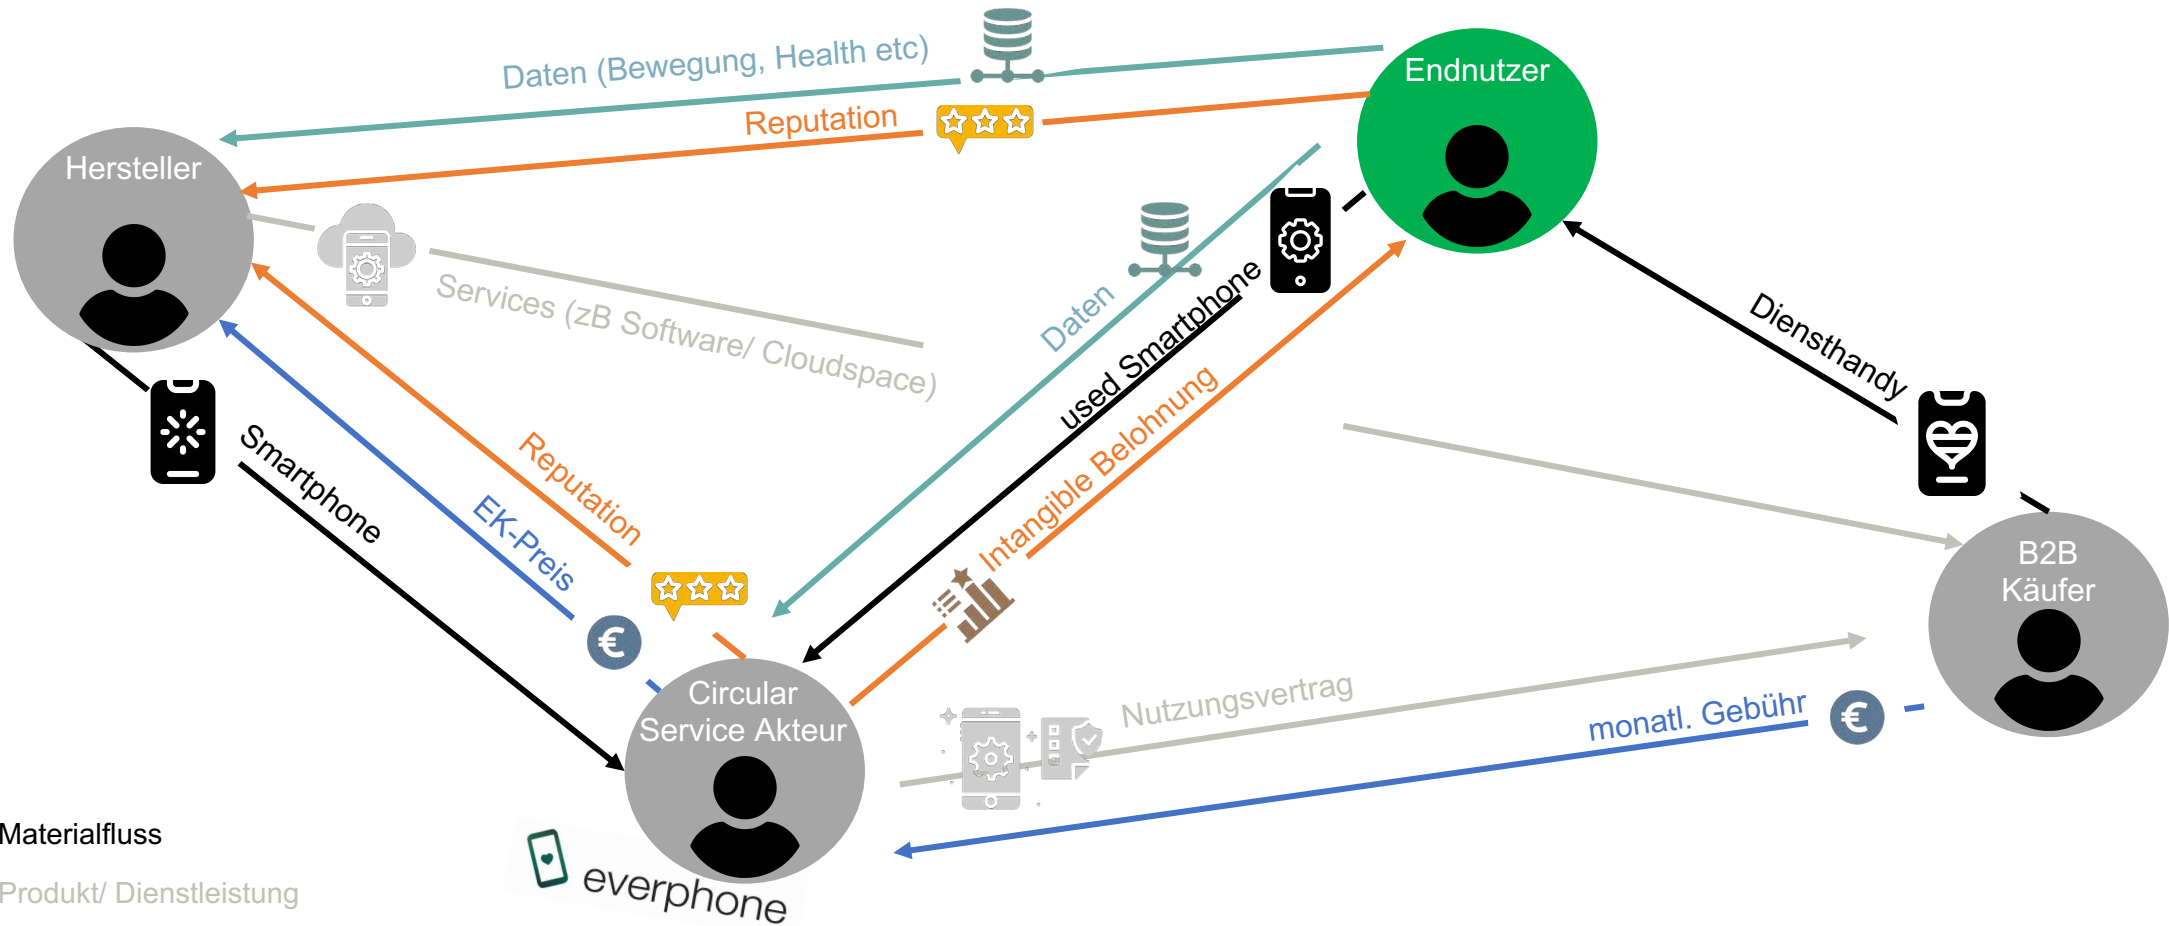 Daten (Bewegung, Health etc)
Endnutzer
Reputation
Hersteller
Services (zB Software/ Cloudspace)
Daten
used Smartphone
Intangible Belohnung
Diensthandy
Smartphone
Reputation
EK-Preis
€
B2B
Käufer
Circular
Service Akteur
Nutzungsvertrag
monatl. Gebühr
€
everphone
Materialfluss
Produkt/ Dienstleistung